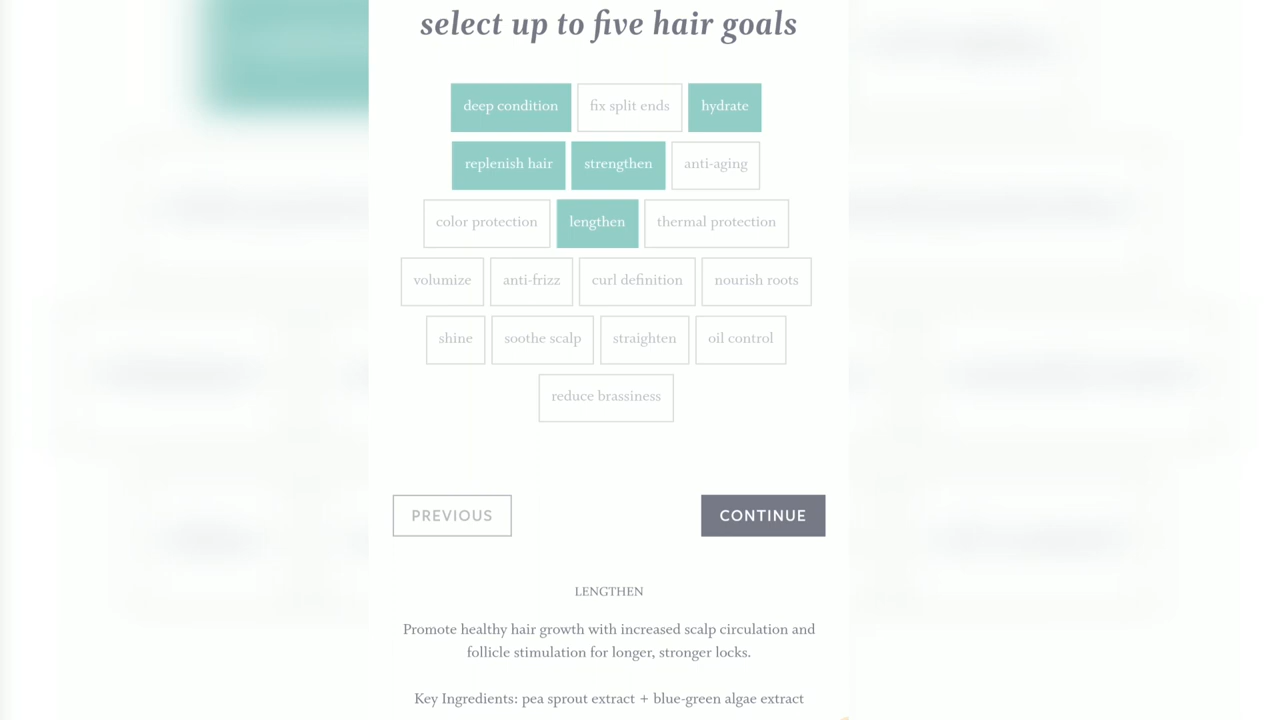 select up to five hair goals
deep condition fix split ends hydrate
replenish hair strengthen anti-aging
color protection lengthen thermal protection
volumize anti-frizz curl definition nourish roots
shine soothe scalp straighten oil control
reduce brassiness
PREVIOUS CONTINUE
LENGTHEN
Promote healthy hair growth with increased scalp circulation and
follicle stimulation for longer, stronger locks.
Key Ingredients: pea sprout extract + blue-green algae extract